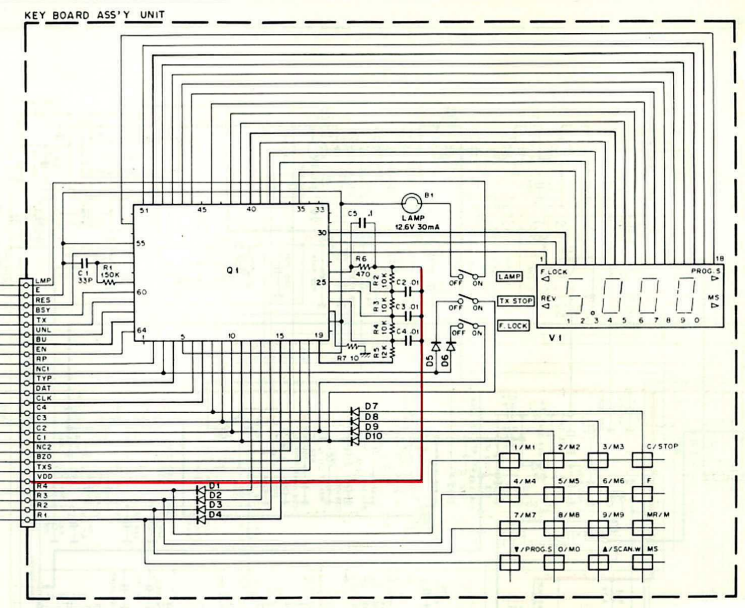 KEY BOARD ASS'Y UNIT
51 45 40 35 33
55
60
64
1 5 10 15 19
30
25
Q1
C1
33P
R1
150K
C5 .1
R6
470
R2
10K
R3
10K
R4
10K
R5
12K
C2 .01
C3 .01
C4 .01
R7 10
B1
LAMP
12.6V 30mA
OFF ON LAMP
OFF ON TX STOP
OFF ON F.LOCK
D5
D6
1 18
F LOCK PROG.S
REV MS
5 0 0 0
1 2 3 4 5 6 7 8 9 0
V1
LMP
E
RES
BSY
TX
UNL
BU
EN
RP
NC1
TYP
DAT
CLK
C4
C3
C2
C1
NC2
BZO
TXS
VDD
R4
R3
R2
R1
D7
D8
D9
D10
D1
D2
D3
D4
1/M1 2/M2 3/M3 C/STOP
4/M4 5/M5 6/M6 F
7/M7 8/M8 9/M9 MR/M
▼/PROG.S 0/M0 ▲/SCAN.W MS